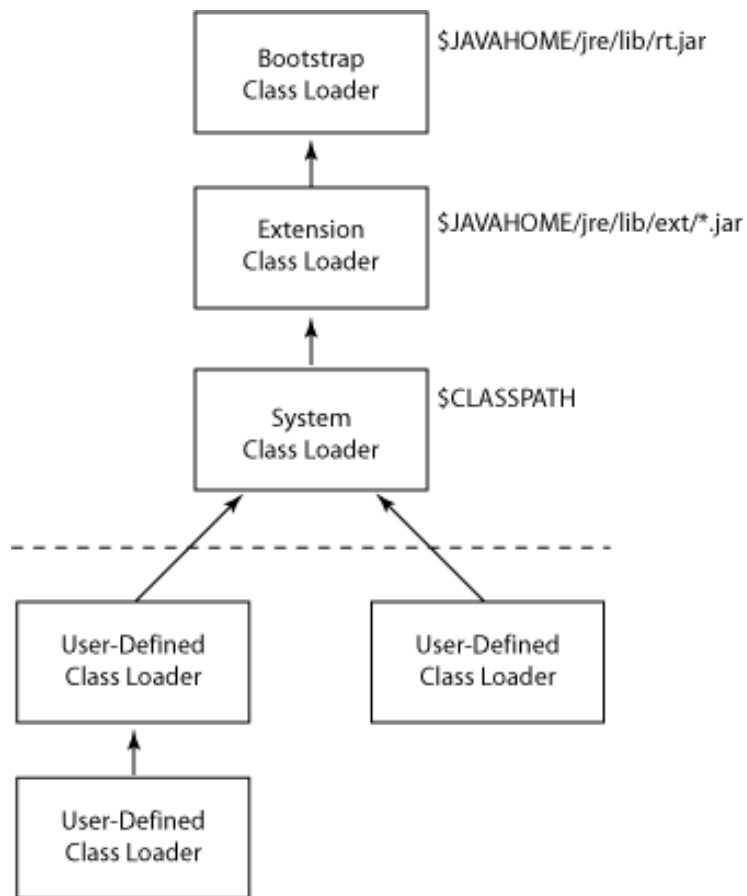 Bootstrap
Class Loader
$JAVAHOME/jre/lib/rt.jar
Extension
Class Loader
$JAVAHOME/jre/lib/ext/*.jar
System
Class Loader
$CLASSPATH
User-Defined
Class Loader
User-Defined
Class Loader
User-Defined
Class Loader